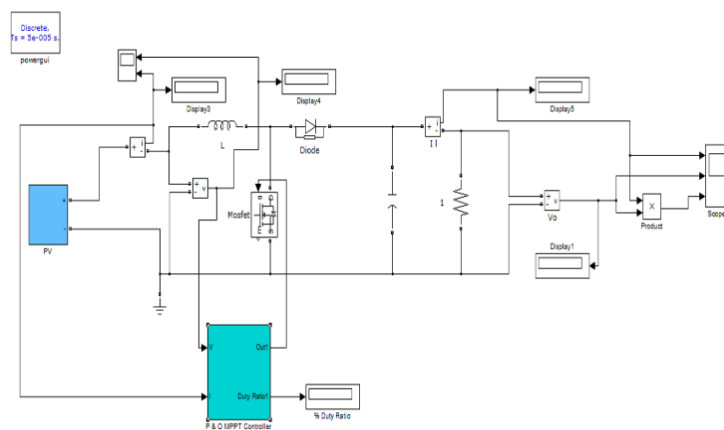 Discrete,
Ts = 5e-005 s.
powergui
Display3
Display4
Display5
L
Diode
i
+
-
i
+
-
I l
+
-
v
Mosfet
1
+
-
v
Vo
X
Product
Scope
Display1
+
-
PV
V
Out1
I
Duty Ratio1
% Duty Ratio
P & O MPPT Controller